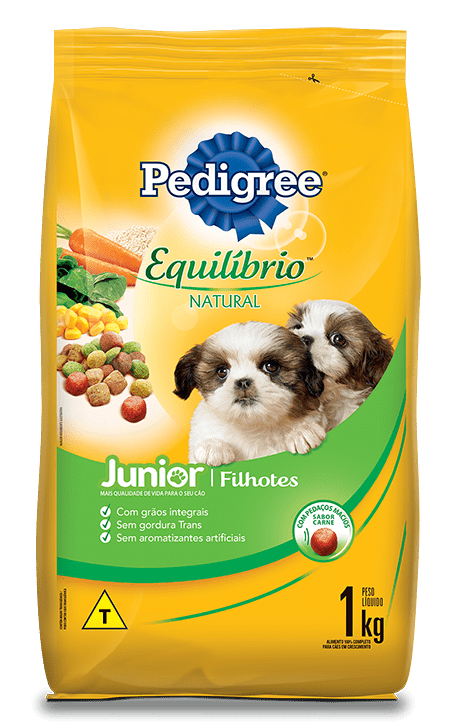 Pedigree®
Equilíbrio™
NATURAL
Junior | Filhotes
MAIS QUALIDADE DE VIDA PARA O SEU CÃO
Com grãos integrais
Sem gordura Trans
Sem aromatizantes artificiais
COM PEDAÇOS MACIOS
SABOR
CARNE
T
PESO
LÍQUIDO
1kg
ALIMENTO 100% COMPLETO
PARA CÃES EM CRESCIMENTO